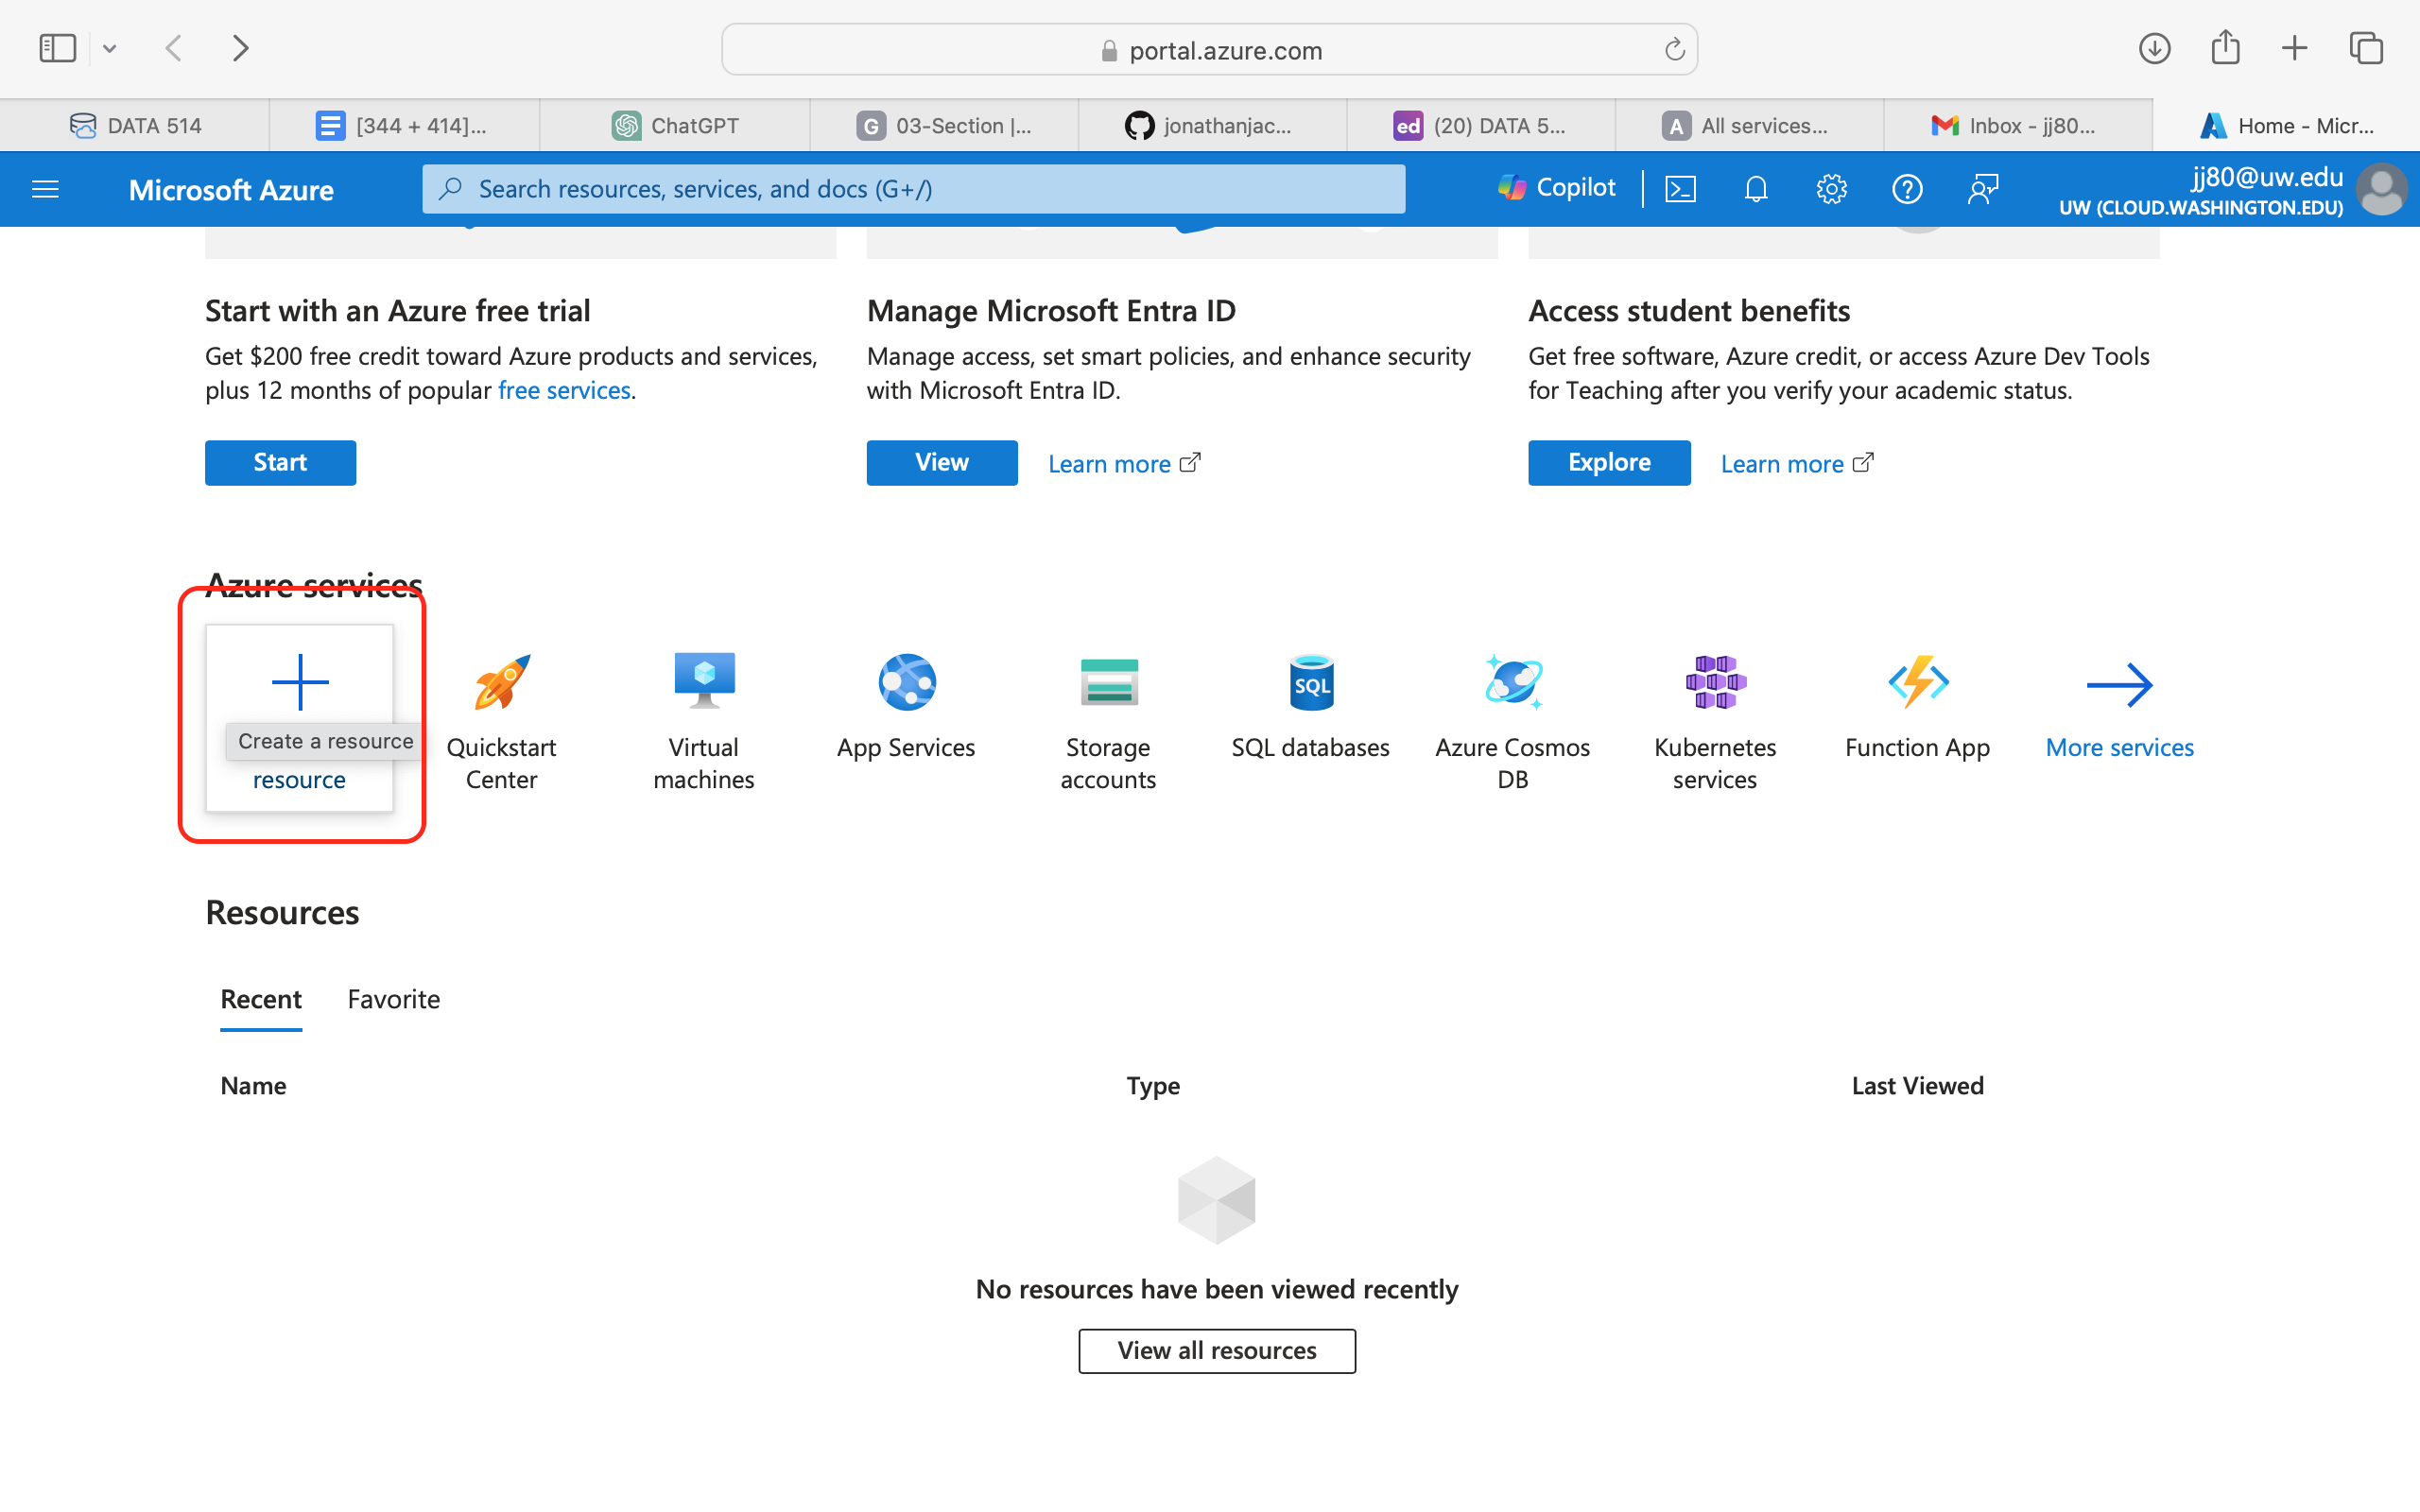 portal.azure.com
DATA 514
[344 + 414]...
ChatGPT
G 03-Section |...
jonathanjac...
ed (20) DATA 5...
A All services...
Inbox - jj80...
Home - Micr...
Microsoft Azure
Search resources, services, and docs (G+/)
Copilot
jj80@uw.edu
UW (CLOUD.WASHINGTON.EDU)
Start with an Azure free trial
Get $200 free credit toward Azure products and services,
plus 12 months of popular free services.
Start
Manage Microsoft Entra ID
Manage access, set smart policies, and enhance security
with Microsoft Entra ID.
View
Learn more
Access student benefits
Get free software, Azure credit, or access Azure Dev Tools
for Teaching after you verify your academic status.
Explore
Learn more
Azure services
Create a resource
resource
Quickstart
Center
Virtual
machines
App Services
Storage
accounts
SQL
SQL databases
Azure Cosmos
DB
Kubernetes
services
Function App
More services
Resources
Recent
Favorite
Name
Type
Last Viewed
No resources have been viewed recently
View all resources